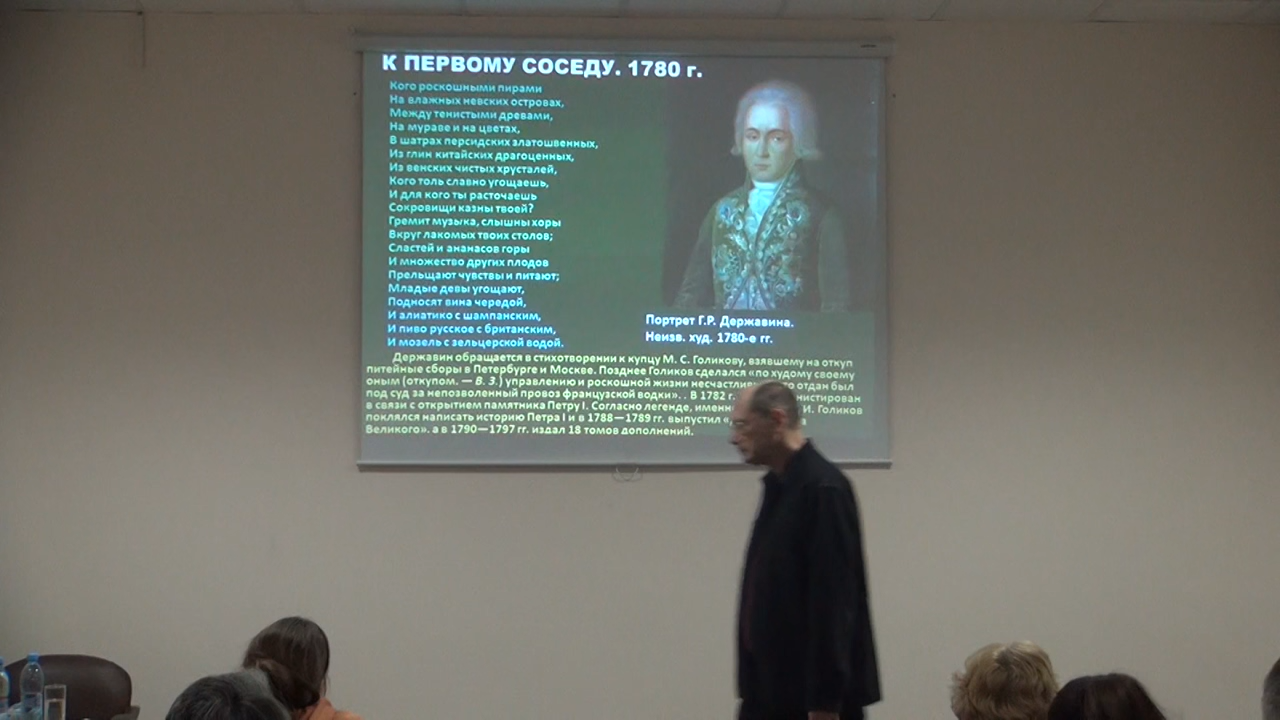 К ПЕРВОМУ СОСЕДУ. 1780 г.
Кого роскошными пирами
На влажных невских островах,
Между тенистыми древами,
На мураве и на цветах,
В шатрах персидских златошвенных,
Из глин китайских драгоценных,
Из венских чистых хрусталей,
Кого толь славно угощаешь,
И для кого ты расточаешь
Сокровищи казны твоей?
Гремит музыка, слышны хоры
Вкруг лакомых твоих столов;
Сластей и ананасов горы
И множество других плодов
Прельщают чувствы и питают;
Младые девы угощают,
Подносят вина чередой,
И алиатико с шампанским,
И пиво русское с британским,
И мозель с зельцерской водой.
Портрет Г.Р. Державина.
Неизв. худ. 1780-е гг.
Державин обращается в стихотворении к купцу М. С. Голикову, взявшему на откуп
питейные сборы в Петербурге и Москве. Позднее Голиков сделался «по худому своему
оным (откупом. — В. З.) управлению и роскошной жизни несчастлив отдан был
под суд за непозволенный провоз французской водки». . В 1782 г.
в связи с открытием памятника Петру I. Согласно легенде, И. Голиков
поклялся написать историю Петра I и в 1788—1789 гг. выпустил
Великого», а в 1790—1797 гг. издал 18 томов дополнений.